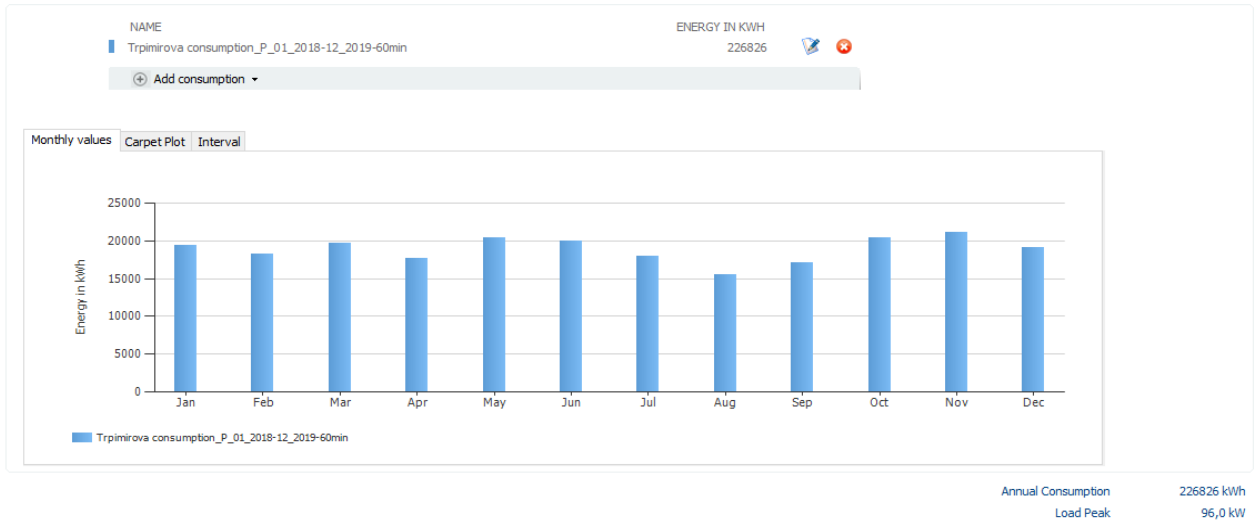 NAME ENERGY IN KWH
Trpimirova consumption_P_01_2018-12_2019-60min 226826
Add consumption
Monthly values Carpet Plot Interval
25000
20000
15000
10000
5000
0
Energy in kWh
Jan Feb Mar Apr May Jun Jul Aug Sep Oct Nov Dec
Trpimirova consumption_P_01_2018-12_2019-60min
Annual Consumption 226826 kWh
Load Peak 96,0 kW